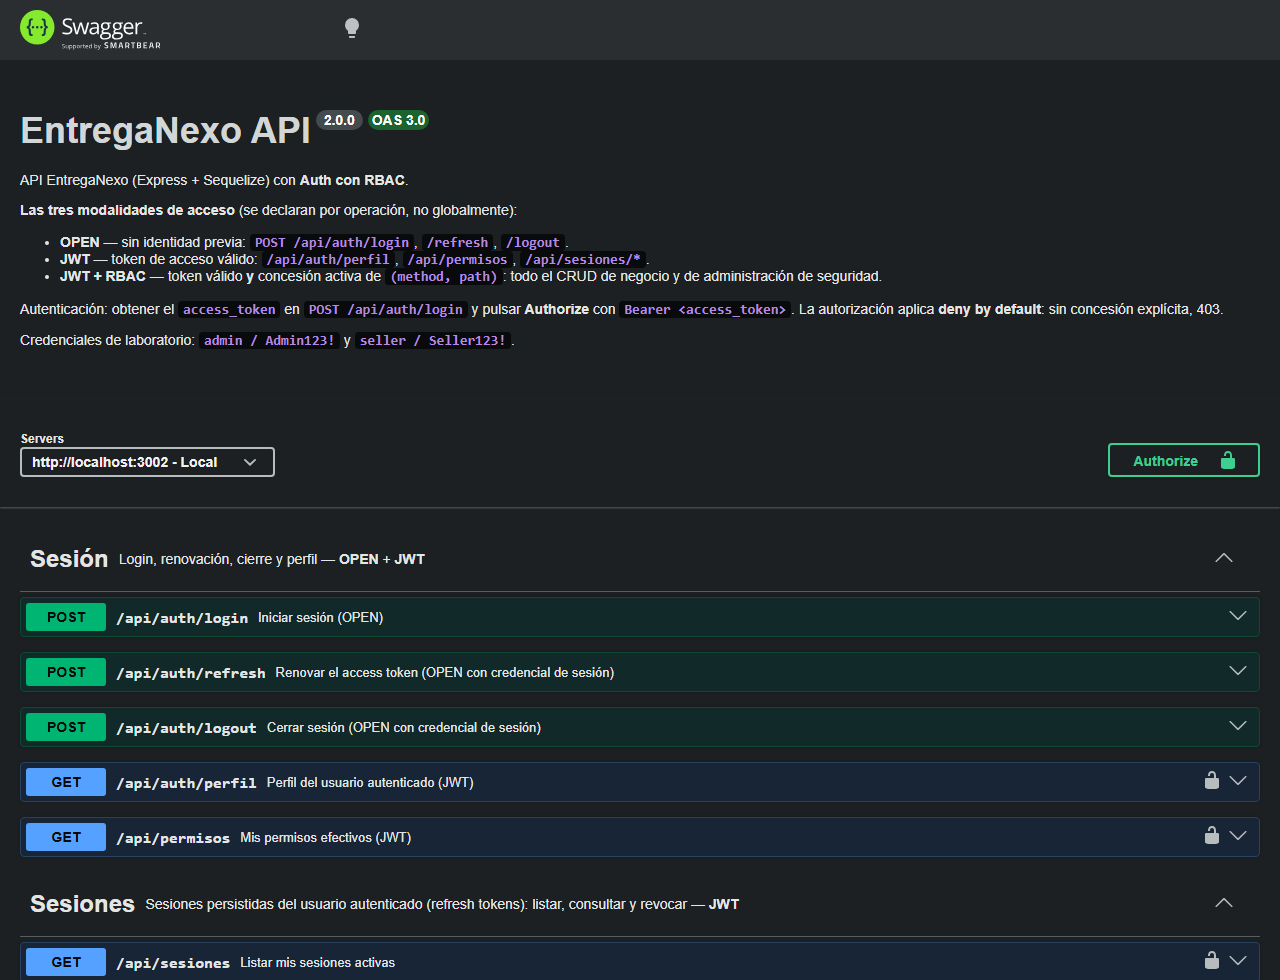 Swagger
Supported by SMARTBEAR
EntregaNexo API 2.0.0 OAS 3.0
API EntregaNexo (Express + Sequelize) con Auth con RBAC.
Las tres modalidades de acceso (se declaran por operación, no globalmente):
• OPEN — sin identidad previa: POST /api/auth/login, /refresh, /logout.
• JWT — token de acceso válido: /api/auth/perfil, /api/permisos, /api/sesiones/*.
• JWT + RBAC — token válido y concesión activa de (method, path): todo el CRUD de negocio y de administración de seguridad.
Autenticación: obtener el access_token en POST /api/auth/login y pulsar Authorize con Bearer <access_token>. La autorización aplica deny by default: sin concesión explícita, 403.
Credenciales de laboratorio: admin / Admin123! y seller / Seller123!.
Servers
http://localhost:3002 - Local
Authorize
Sesión Login, renovación, cierre y perfil — OPEN + JWT
POST /api/auth/login Iniciar sesión (OPEN)
POST /api/auth/refresh Renovar el access token (OPEN con credencial de sesión)
POST /api/auth/logout Cerrar sesión (OPEN con credencial de sesión)
GET /api/auth/perfil Perfil del usuario autenticado (JWT)
GET /api/permisos Mis permisos efectivos (JWT)
Sesiones Sesiones persistidas del usuario autenticado (refresh tokens): listar, consultar y revocar — JWT
GET /api/sesiones Listar mis sesiones activas